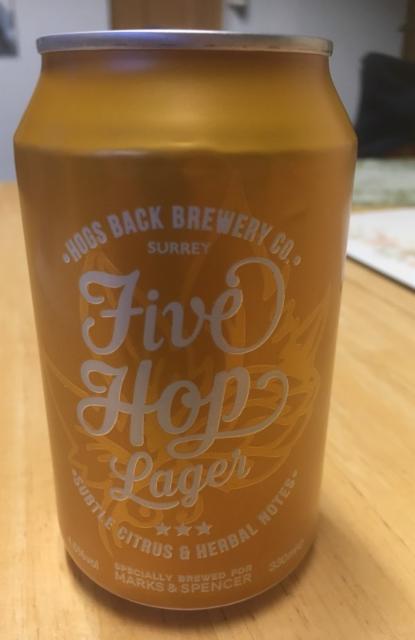 •HOGS BACK BREWERY CO.•
SURREY
Five
Hop
Lager
•SUBTLE CITRUS & HERBAL NOTES•
SPECIALLY BREWED FOR
MARKS & SPENCER
330ml